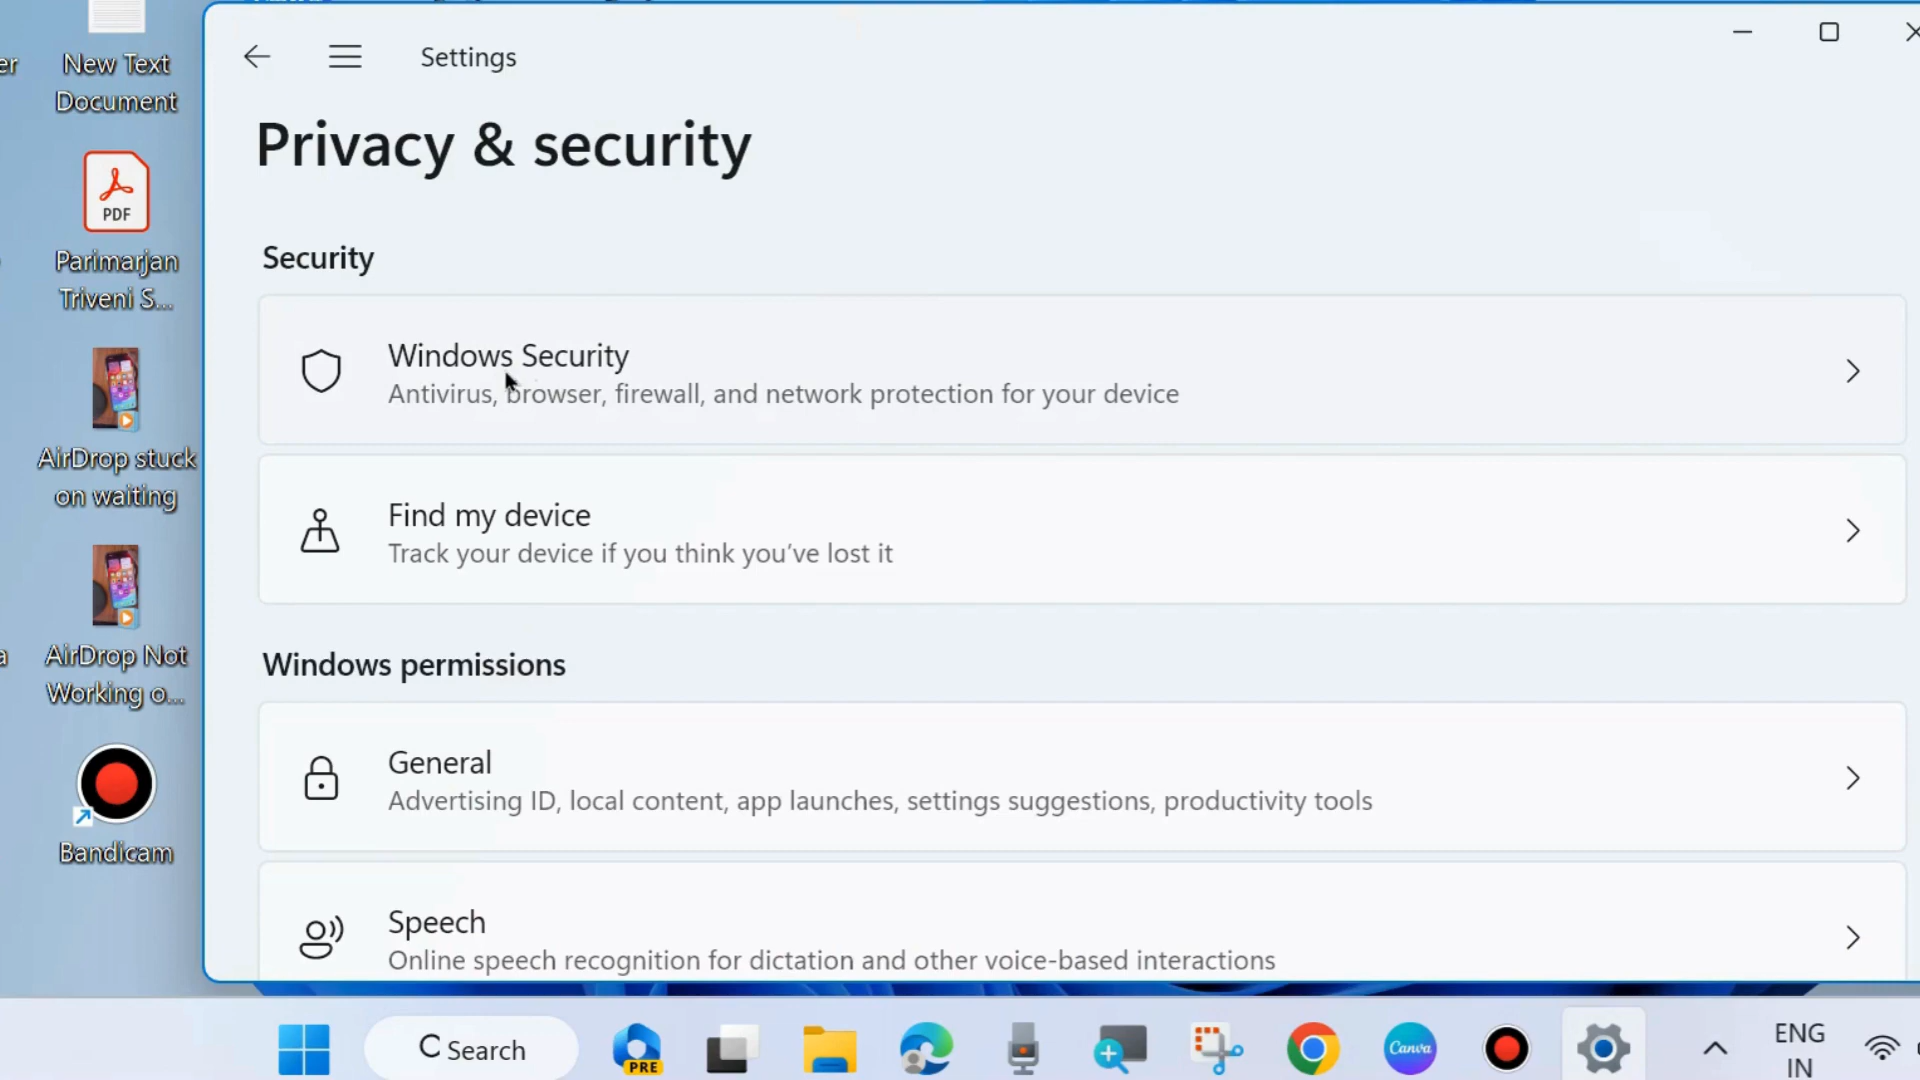 New Text
Document
PDF
Parimarjan
Triveni S...
AirDrop stuck
on waiting
AirDrop Not
Working o...
Bandicam
Settings
Privacy & security
Security
Windows Security
Antivirus, browser, firewall, and network protection for your device
Find my device
Track your device if you think you've lost it
Windows permissions
General
Advertising ID, local content, app launches, settings suggestions, productivity tools
Speech
Online speech recognition for dictation and other voice-based interactions
Search
PRE
Canva
ENG
IN